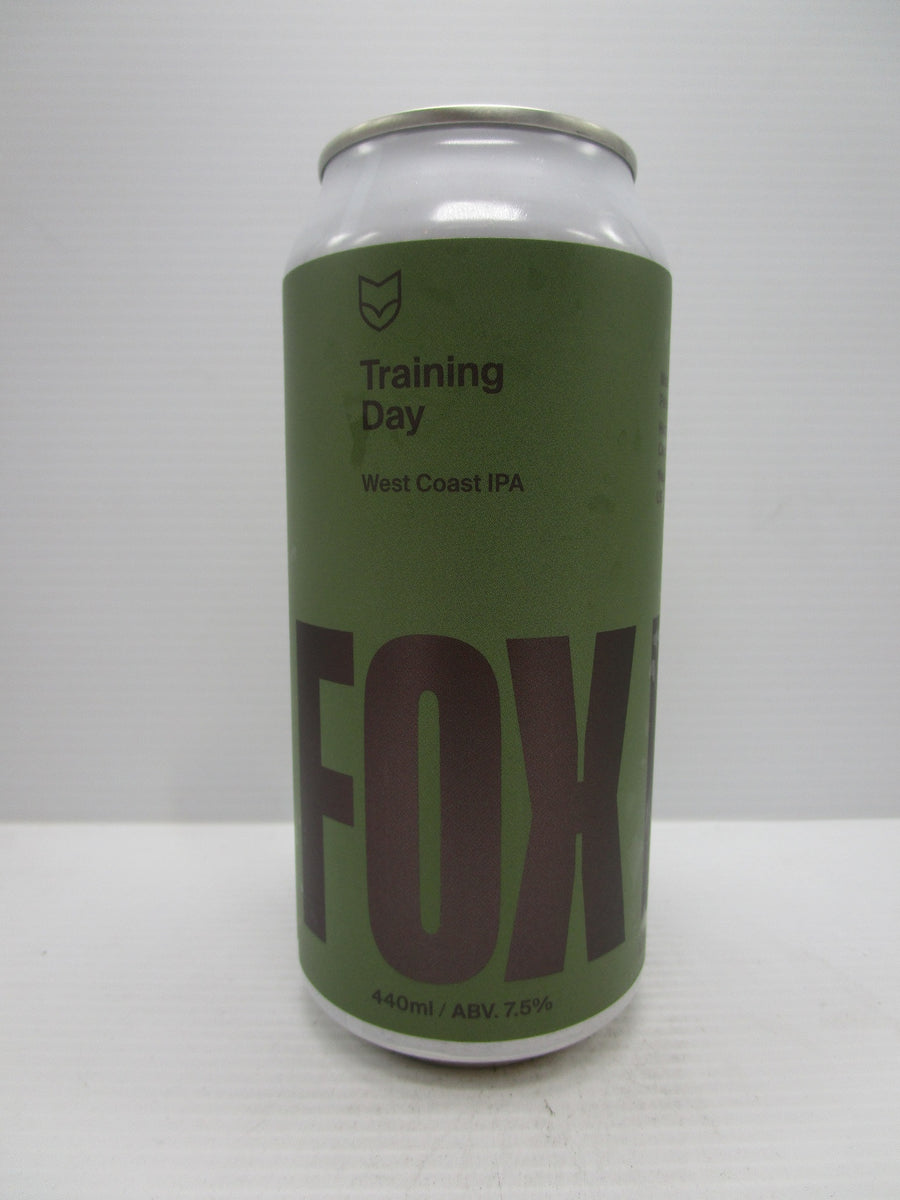 Training
Day
West Coast IPA
FOX
440ml / ABV. 7.5%